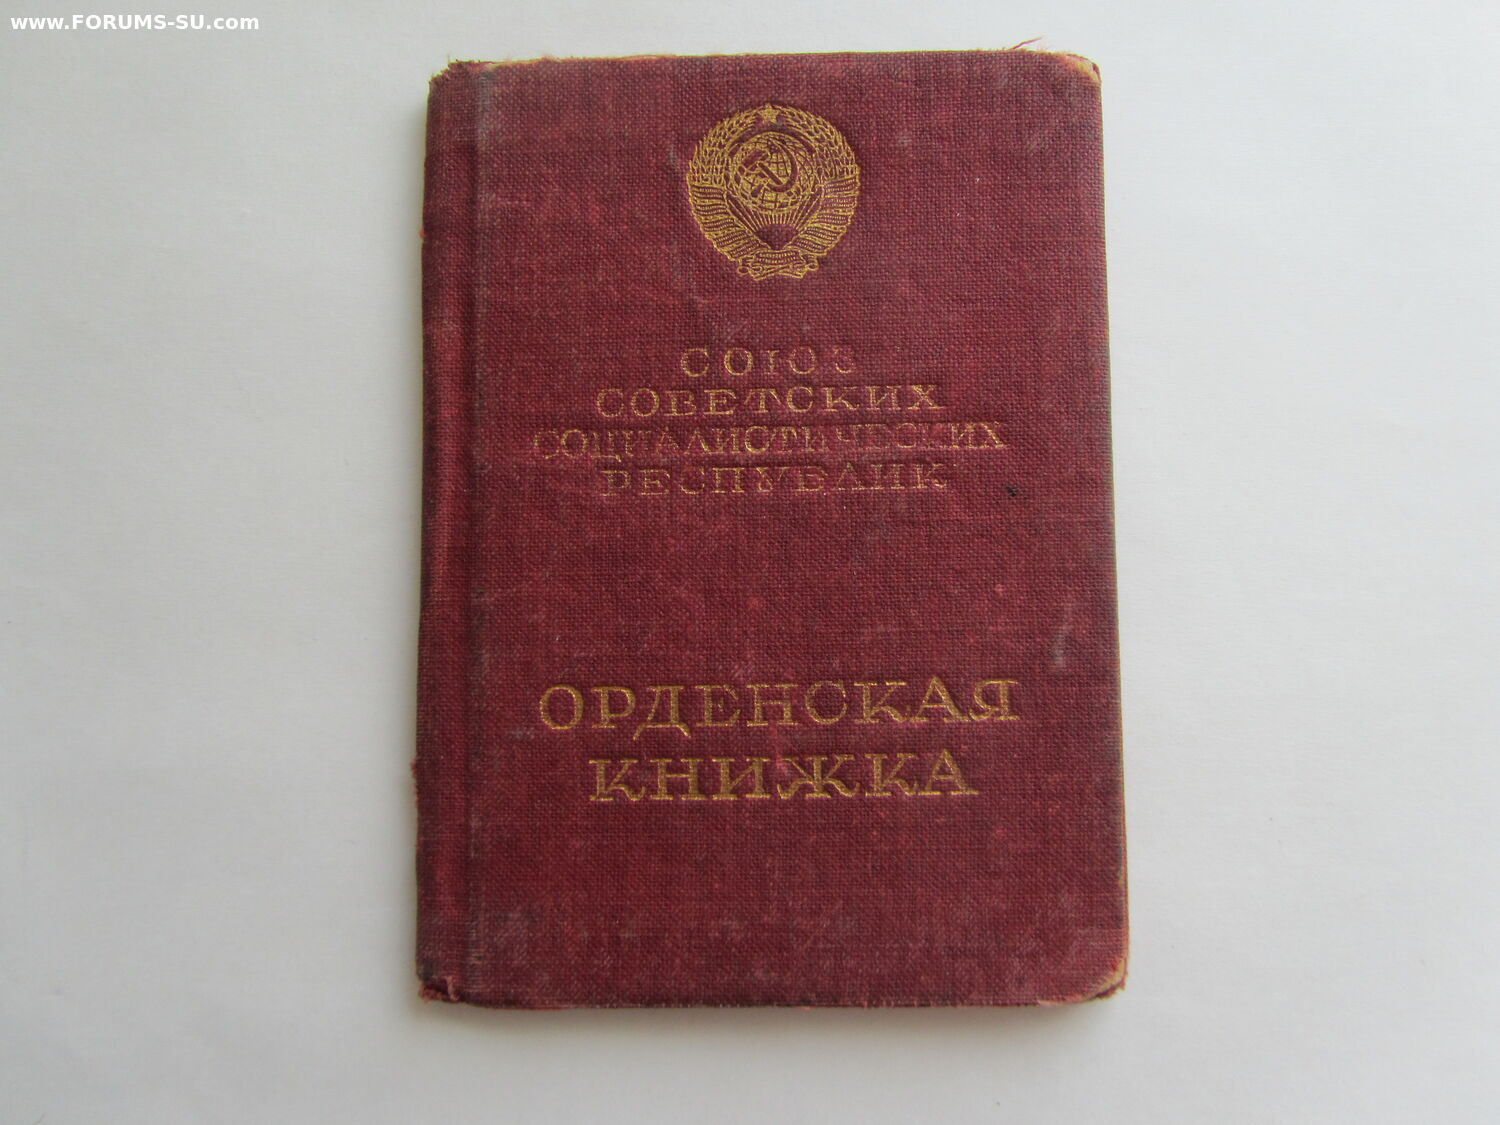 www.FORUMS-SU.com
СОЮЗ
СОВЕТСКИХ
СОЦИАЛИСТИЧЕСКИХ
РЕСПУБЛИК
ОРДЕНСКАЯ
КНИЖКА